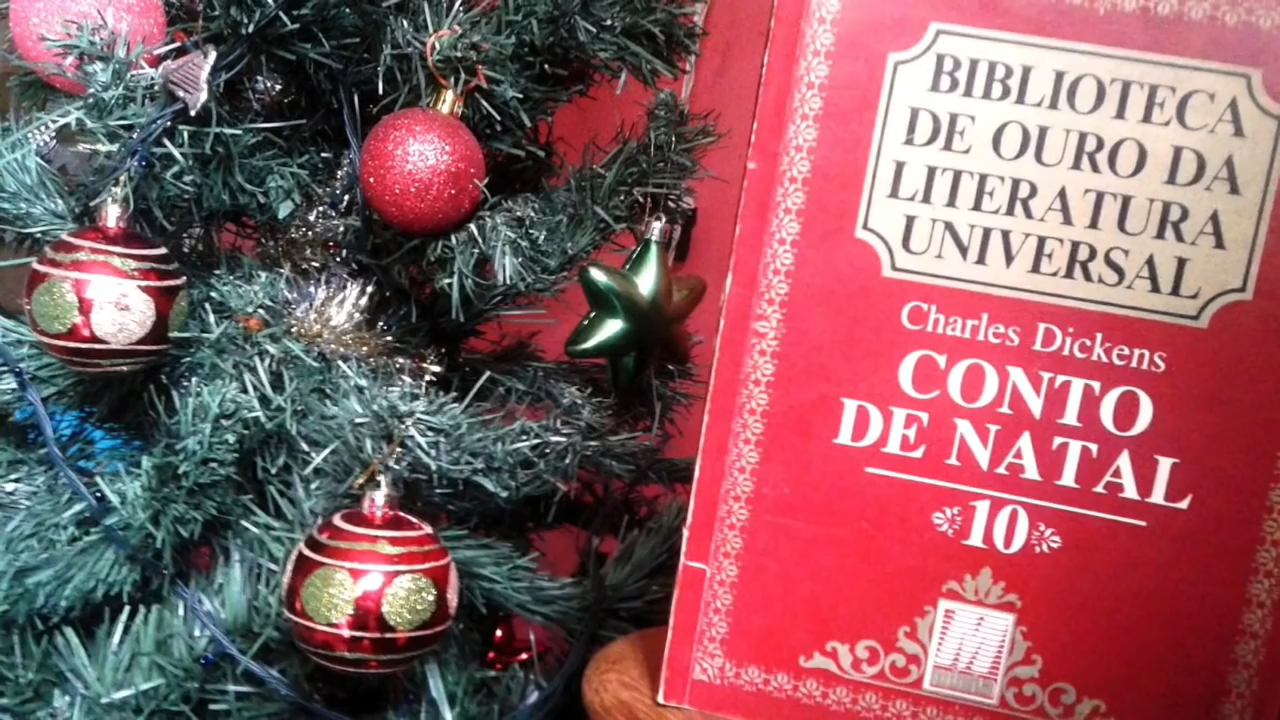 BIBLIOTECA
DE OURO DA
LITERATURA
UNIVERSAL
Charles Dickens
CONTO
DE NATAL
10